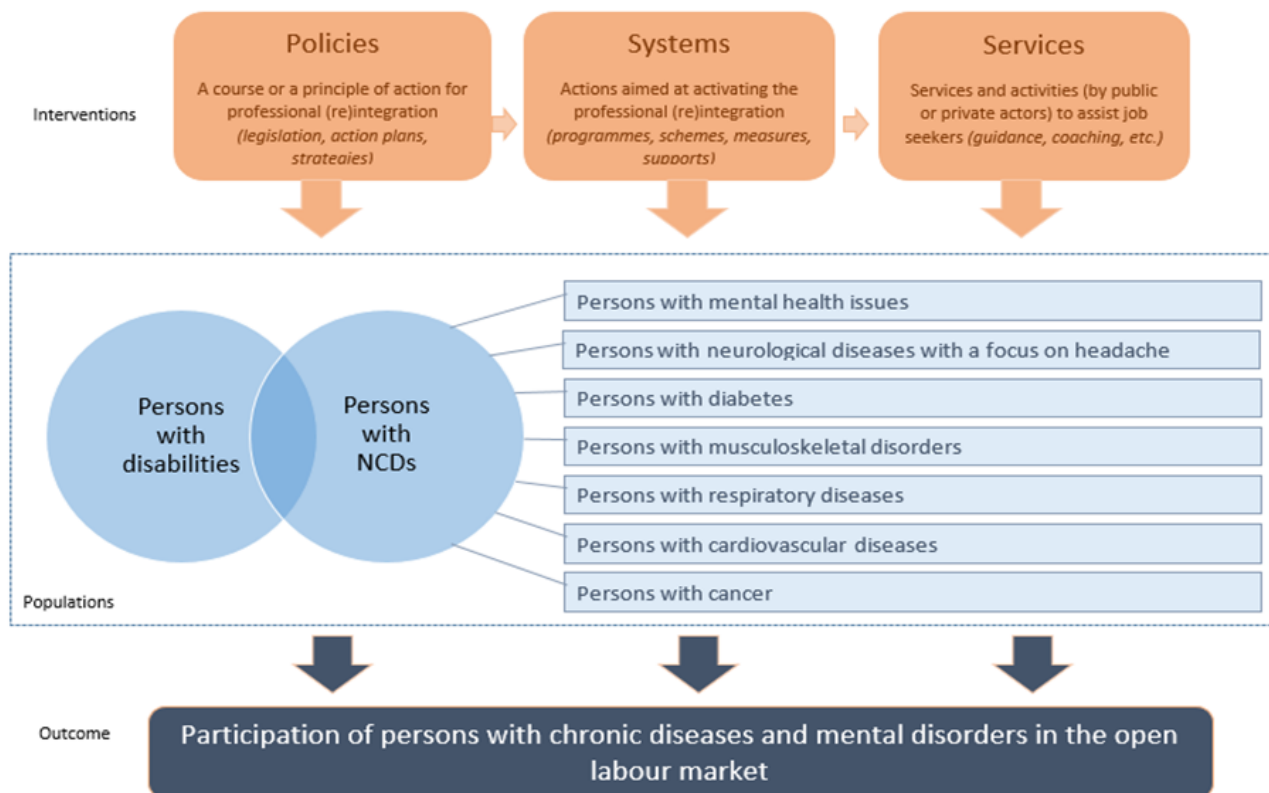 Policies
A course or a principle of action for
professional (re)integration
(legislation, action plans,
strategies)
Systems
Actions aimed at activating the
professional (re)integration
(programmes, schemes, measures,
supports)
Services
Services and activities (by public
or private actors) to assist job
seekers (guidance, coaching, etc.)
Interventions
Persons
with
disabilities
Persons
with
NCDs
Persons with mental health issues
Persons with neurological diseases with a focus on headache
Persons with diabetes
Persons with musculoskeletal disorders
Persons with respiratory diseases
Persons with cardiovascular diseases
Persons with cancer
Populations
Outcome
Participation of persons with chronic diseases and mental disorders in the open
labour market